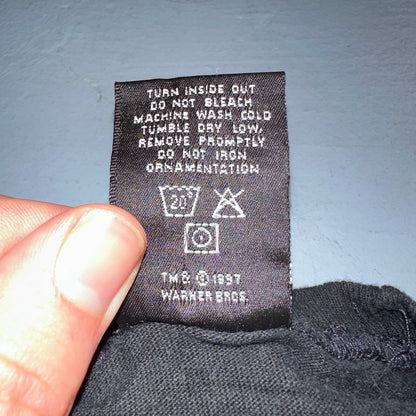 TURN INSIDE OUT
DO NOT BLEACH
MACHINE WASH COLD
TUMBLE DRY LOW,
REMOVE PROMPTLY
DO NOT IRON
ORNAMENTATION
20°
TM & © 1997
WARNER BROS.